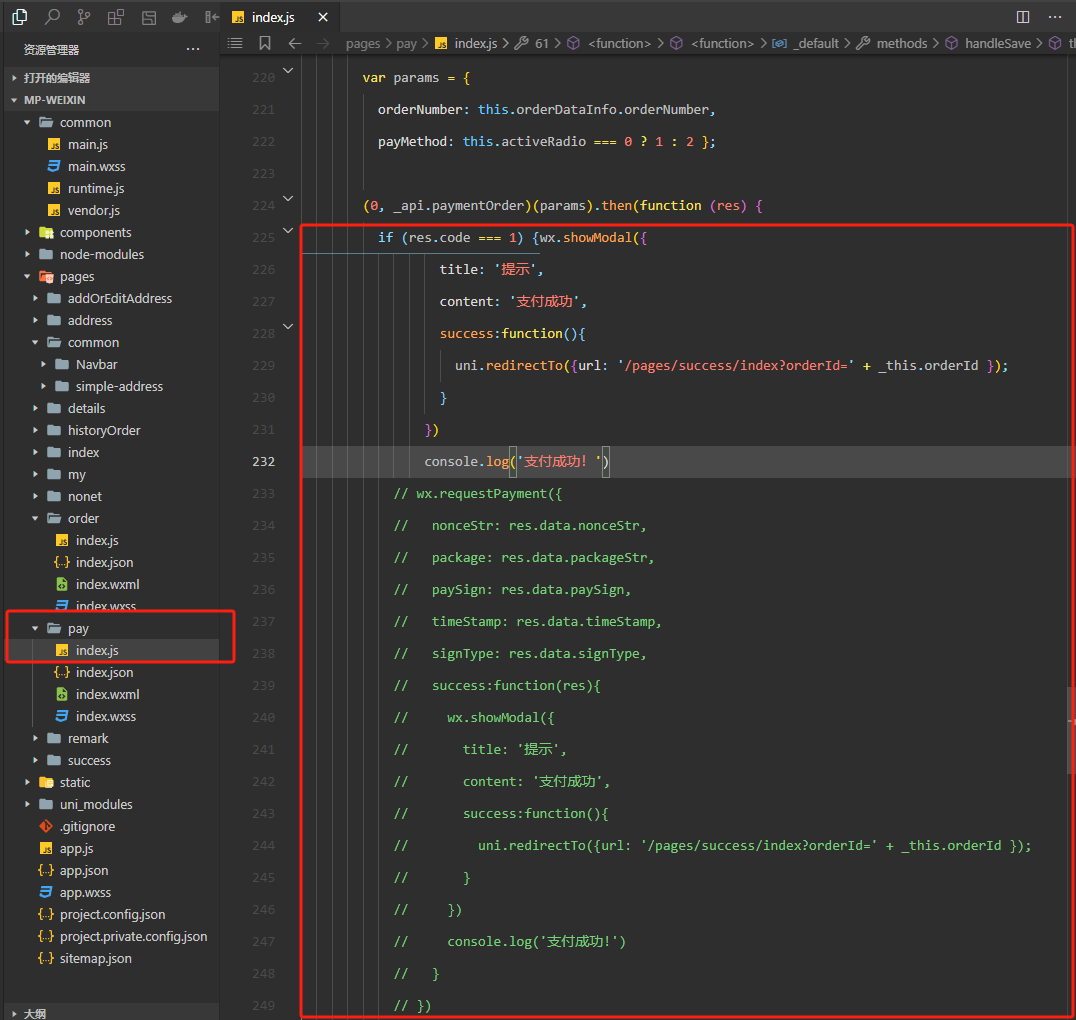 index.js
资源管理器
pages > pay > index.js > 61 > <function> > <function> > _default > methods > handleSave >
打开的编辑器
MP-WEIXIN
common
main.js
main.wxss
runtime.js
vendor.js
components
node-modules
pages
addOrEditAddress
address
common
Navbar
simple-address
details
historyOrder
index
my
nonet
order
index.js
index.json
index.wxml
index.wxss
pay
index.js
index.json
index.wxml
index.wxss
remark
success
static
uni_modules
.gitignore
app.js
app.json
app.wxss
project.config.json
project.private.config.json
sitemap.json
大纲
220 var params = {
221 orderNumber: this.orderDataInfo.orderNumber,
222 payMethod: this.activeRadio === 0 ? 1 : 2 };
223
224 (0, _api.paymentOrder)(params).then(function (res) {
225 if (res.code === 1) {wx.showModal({
226 title: '提示',
227 content: '支付成功',
228 success:function(){
229 uni.redirectTo({url: '/pages/success/index?orderId=' + _this.orderId });
230 }
231 })
232 console.log('支付成功！')
233 // wx.requestPayment({
234 // nonceStr: res.data.nonceStr,
235 // package: res.data.packageStr,
236 // paySign: res.data.paySign,
237 // timeStamp: res.data.timeStamp,
238 // signType: res.data.signType,
239 // success:function(res){
240 // wx.showModal({
241 // title: '提示',
242 // content: '支付成功',
243 // success:function(){
244 // uni.redirectTo({url: '/pages/success/index?orderId=' + _this.orderId });
245 // }
246 // })
247 // console.log('支付成功!')
248 // }
249 // })